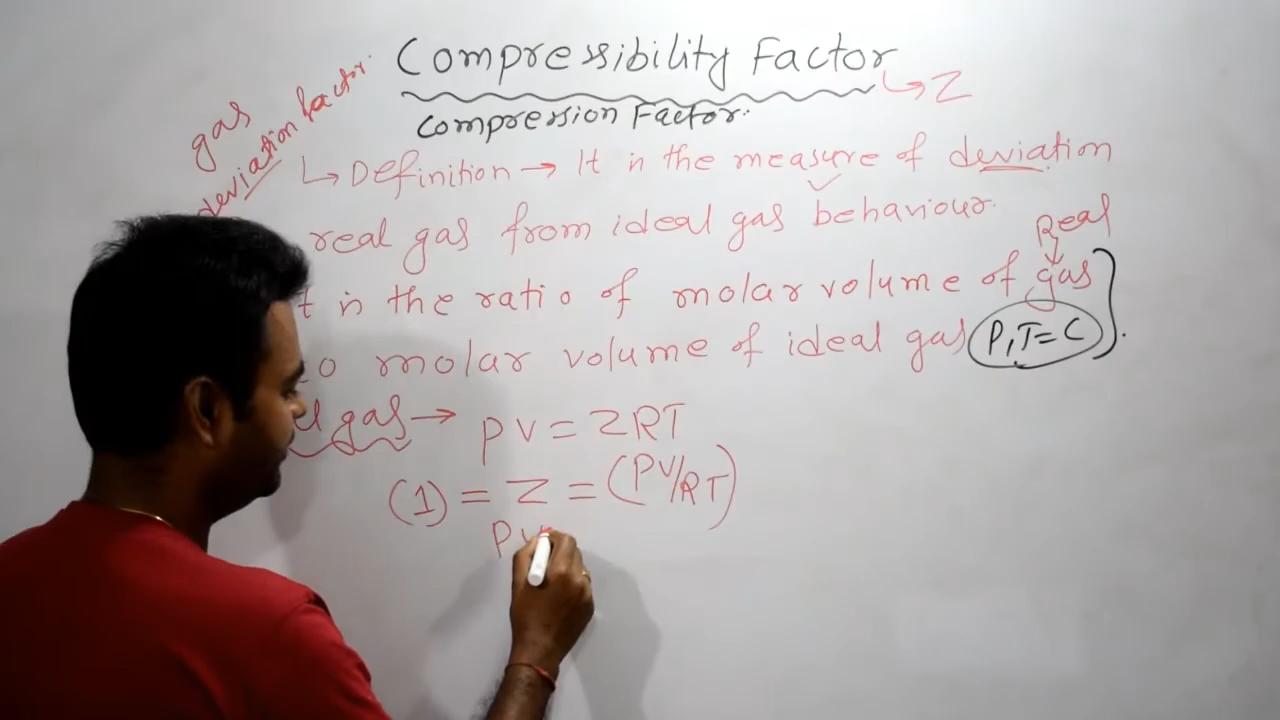 Compressibility Factor
↳ Z
Compression Factor.
gas
deviation factor.
↳ Definition → It is the measure of deviation
real gas from ideal gas behaviour.
Real
t is the ratio of molar volume of gas
o molar volume of ideal gas P,T=C
gas → PV = ZRT
(1) = Z = (PV/RT)
PV